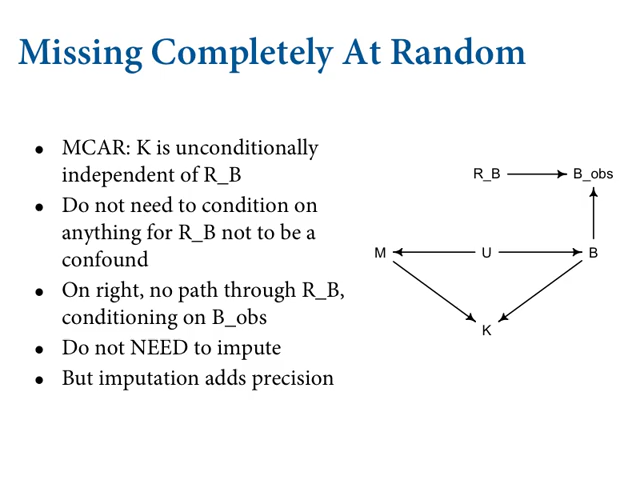 Missing Completely At Random
• MCAR: K is unconditionally
independent of R_B
• Do not need to condition on
anything for R_B not to be a
confound
• On right, no path through R_B,
conditioning on B_obs
• Do not NEED to impute
• But imputation adds precision
R_B B_obs
M U B
K